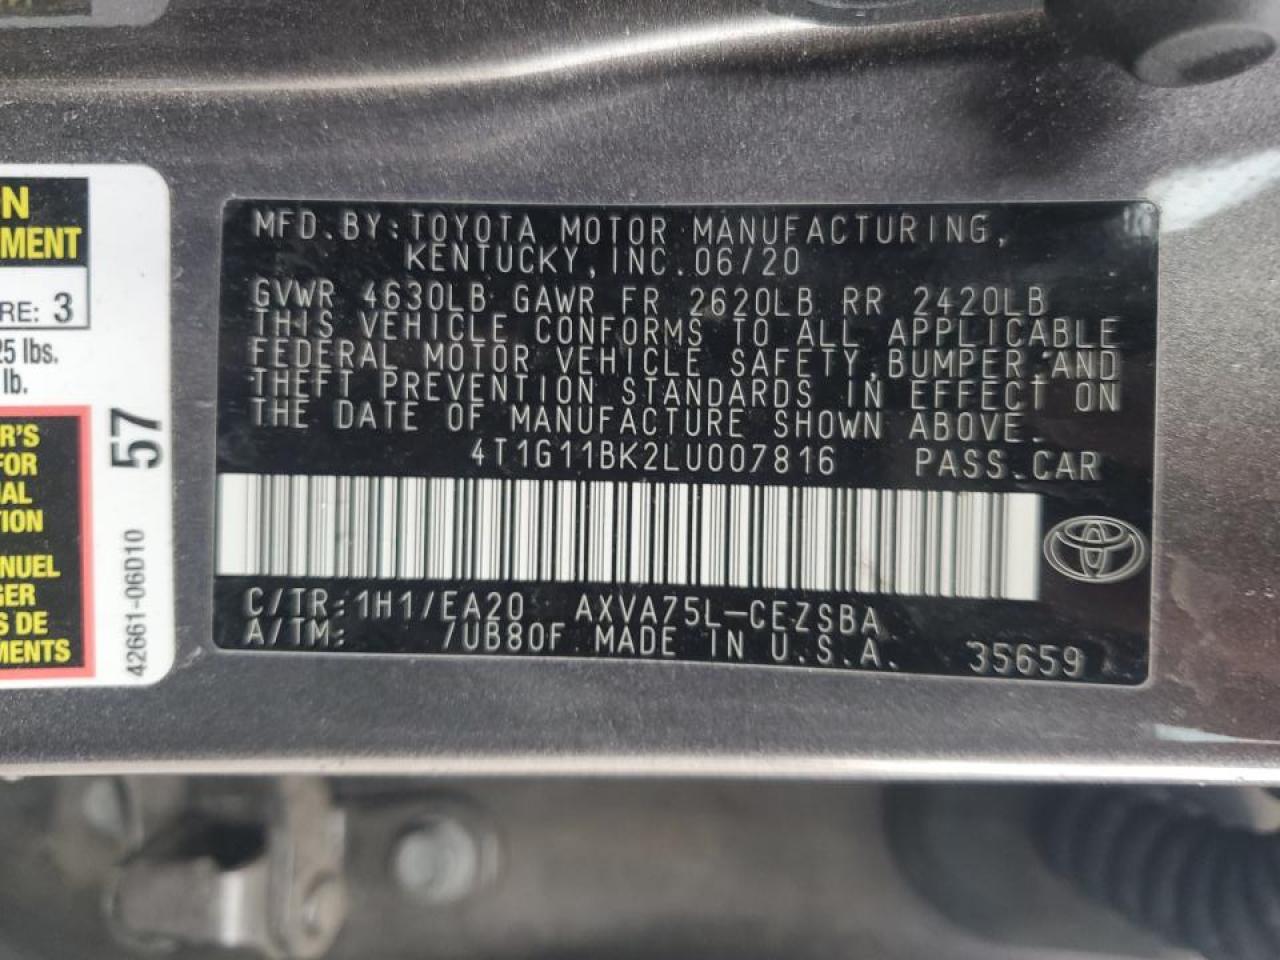 N
MENT
RE: 3
25 lbs.
lb.
R'S
FOR
IAL
TION
NUEL
GER
S DE
MENTS
57
42661-06D10
MFD.BY:TOYOTA MOTOR MANUFACTURING,
KENTUCKY,INC.06/20
GVWR 4630LB GAWR FR 2620LB RR 2420LB
THIS VEHICLE CONFORMS TO ALL APPLICABLE
FEDERAL MOTOR VEHICLE SAFETY,BUMPER,AND
THEFT PREVENTION STANDARDS IN EFFECT ON
THE DATE OF MANUFACTURE SHOWN ABOVE.
4T1G11BK2LU007816 PASS.CAR
C/TR:1H1/EA20 AXVA75L-CEZSBA
A/TM: /UB80F MADE IN U.S.A. 35659